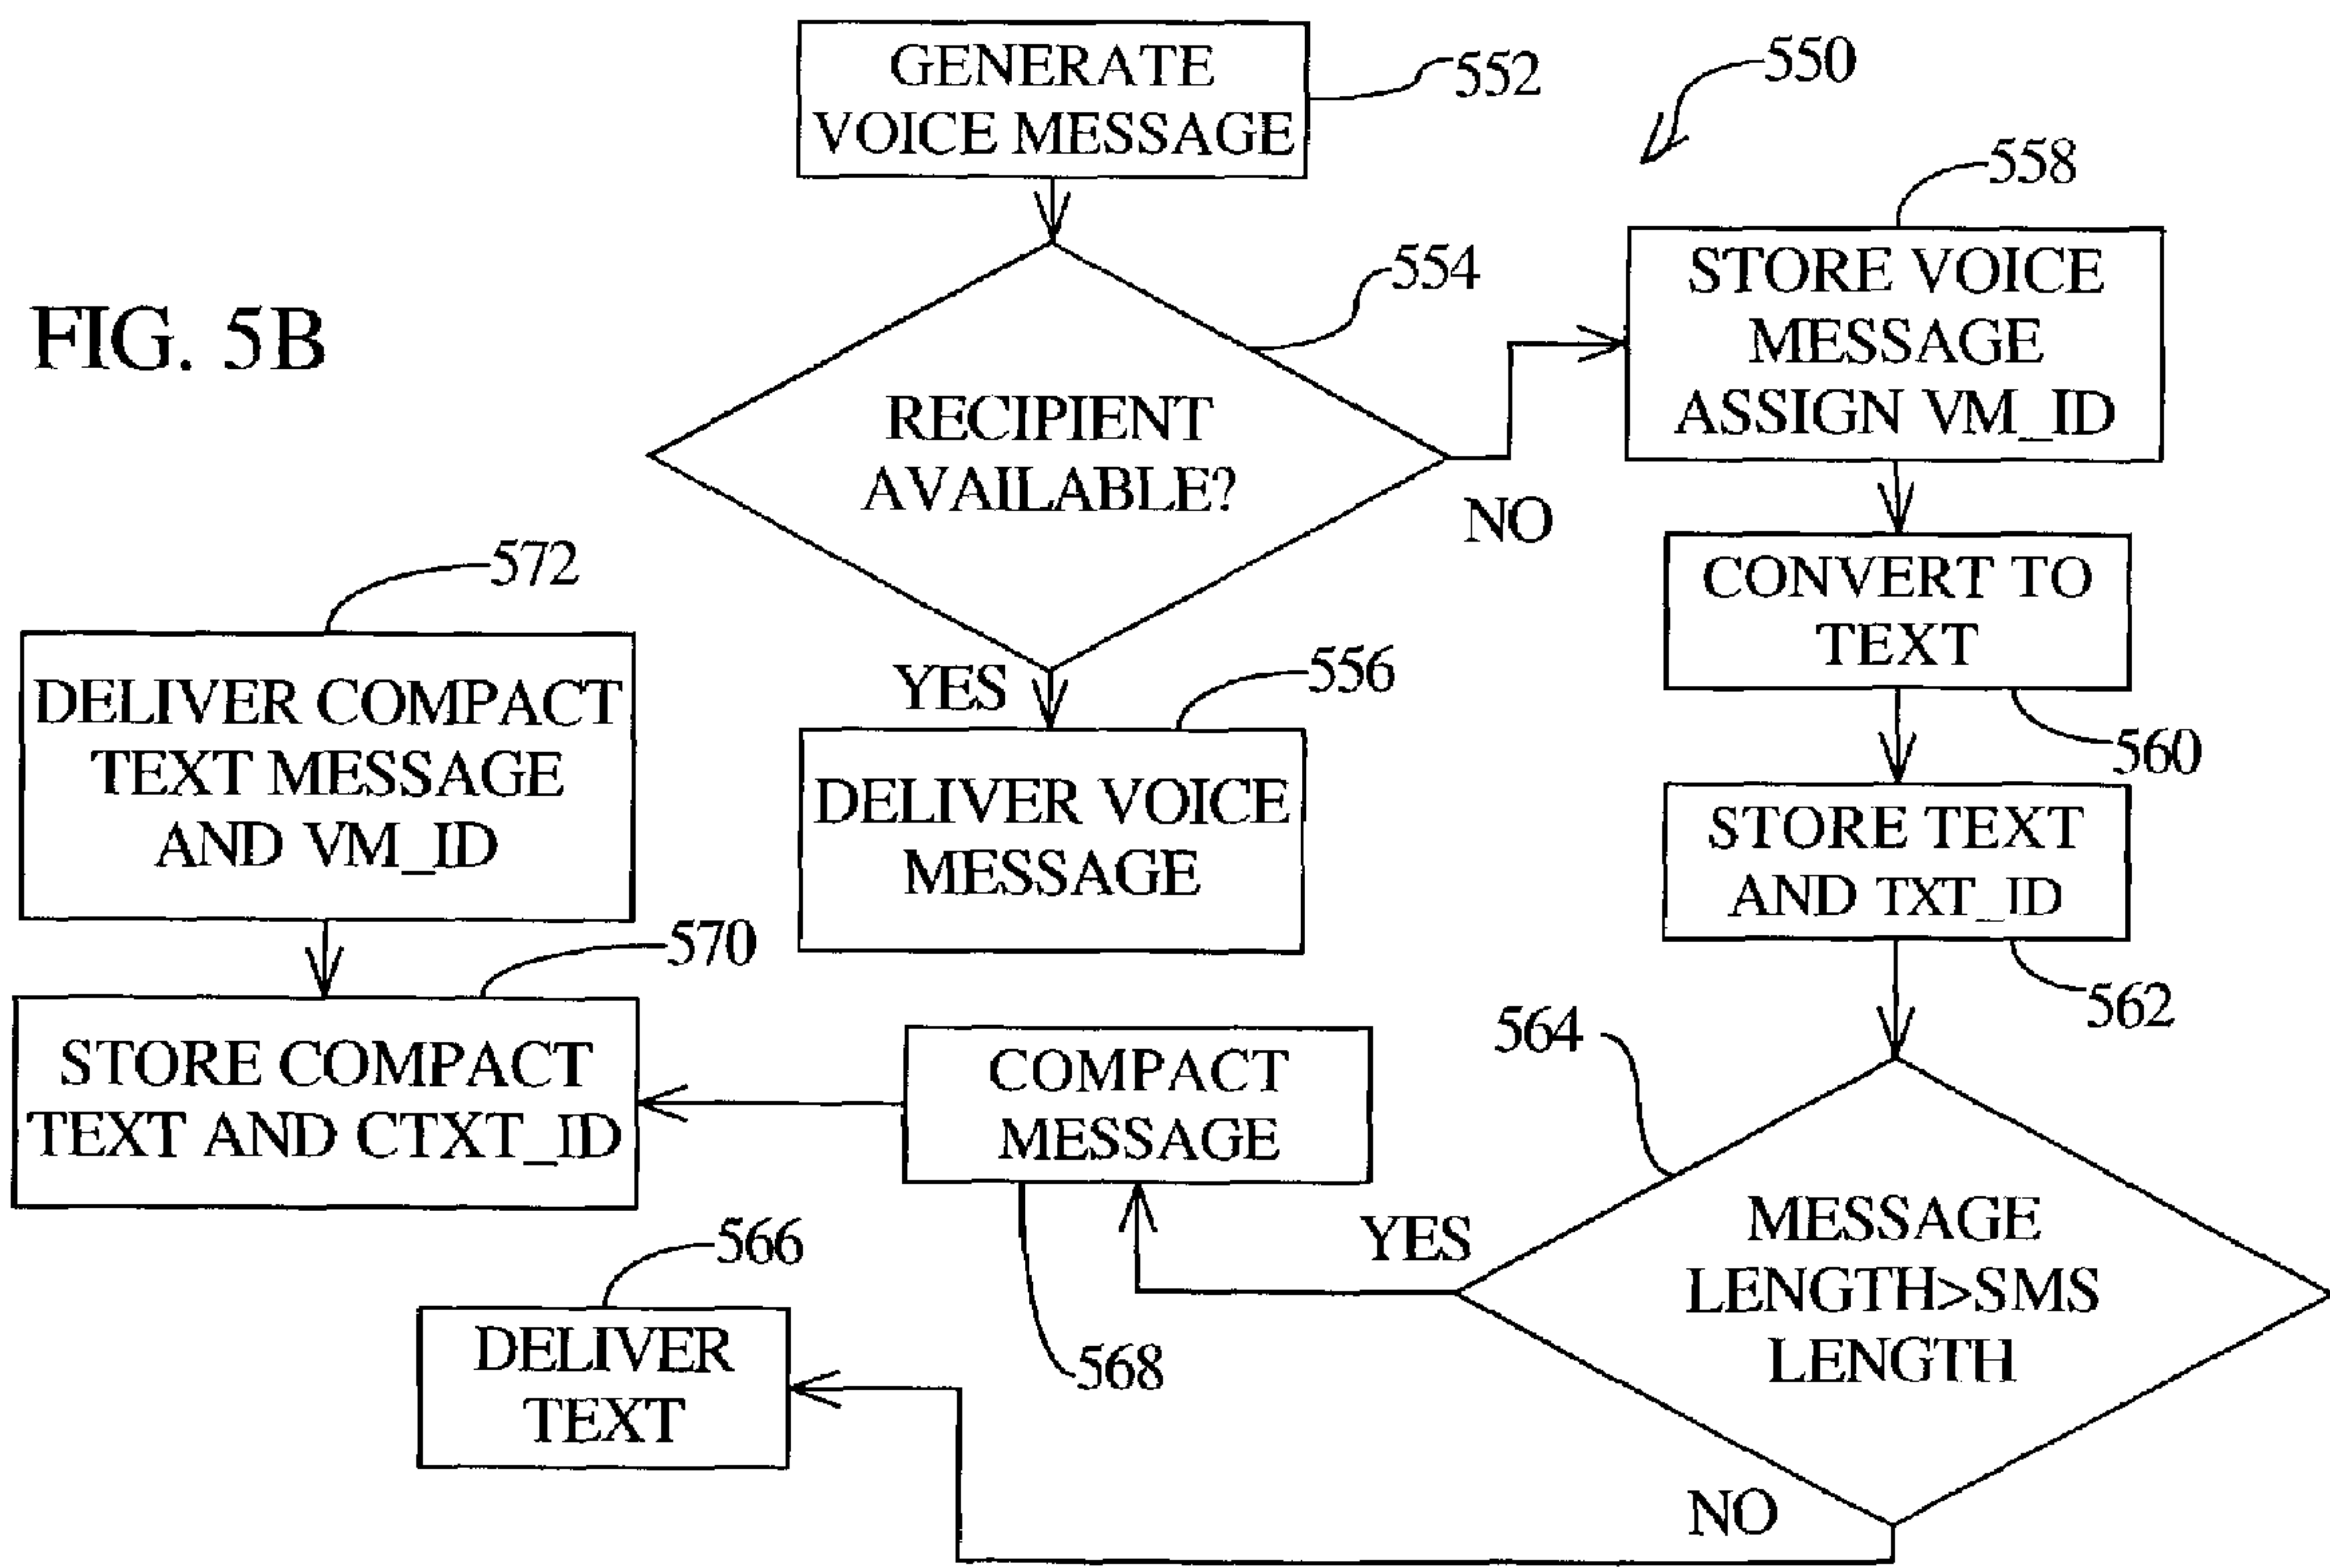 FIG. 5B
550
GENERATE
VOICE MESSAGE
552
RECIPIENT
AVAILABLE?
554
NO
YES
STORE VOICE
MESSAGE
ASSIGN VM_ID
558
CONVERT TO
TEXT
560
STORE TEXT
AND TXT_ID
562
DELIVER VOICE
MESSAGE
556
572
DELIVER COMPACT
TEXT MESSAGE
AND VM_ID
570
STORE COMPACT
TEXT AND CTXT_ID
COMPACT
MESSAGE
568
564
MESSAGE
LENGTH>SMS
LENGTH
YES
NO
566
DELIVER
TEXT